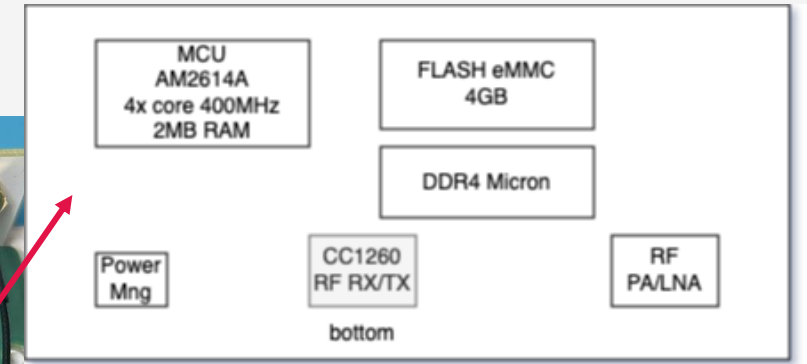 MCU
AM2614A
4x core 400MHz
2MB RAM
FLASH eMMC
4GB
DDR4 Micron
Power
Mng
CC1260
RF RX/TX
RF
PA/LNA
bottom